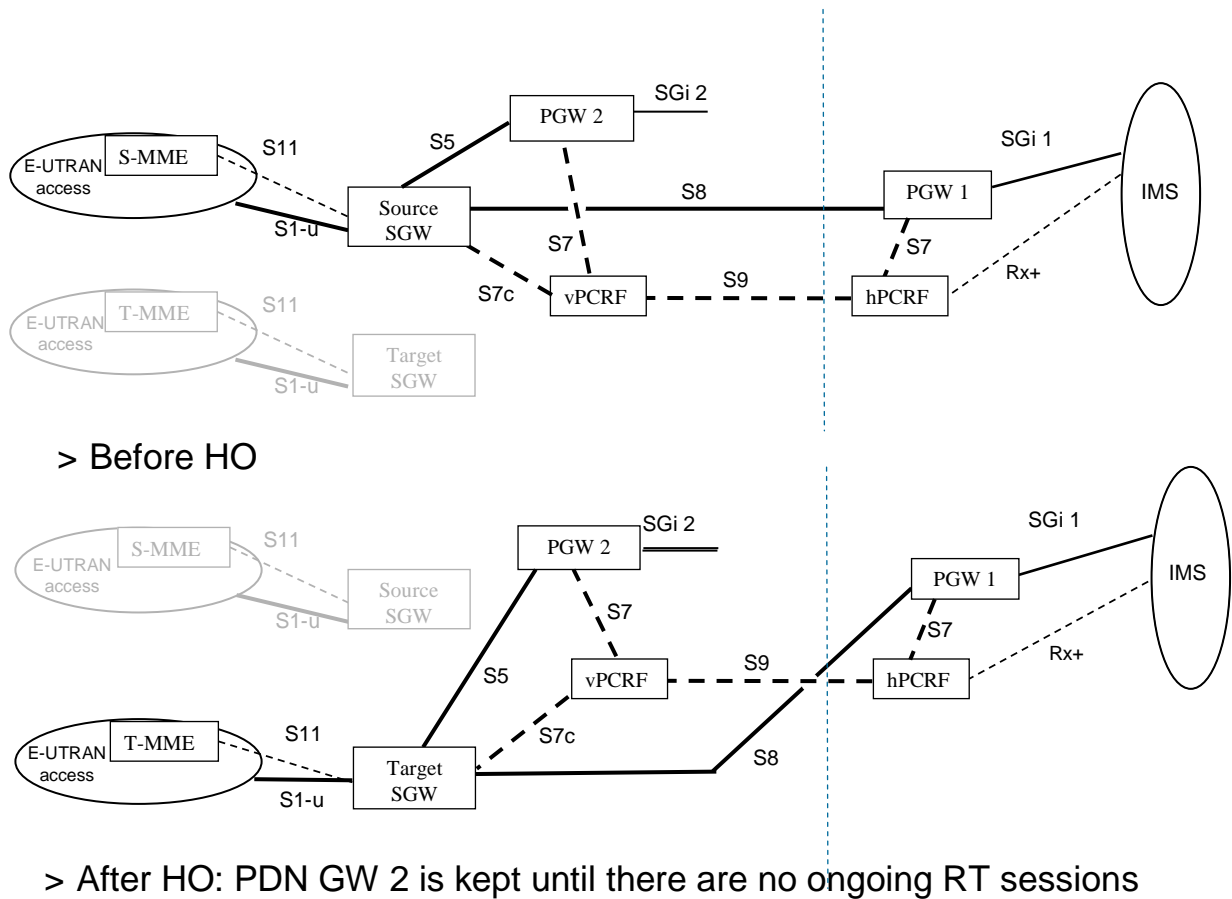 SGi 2
PGW 2
S5
SGi 1
S-MME
S11
E-UTRAN
access
PGW 1
IMS
S8
Source
SGW
S1-u
S7
S7
S7c
vPCRF
S9
hPCRF
Rx+
T-MME
S11
E-UTRAN
access
Target
SGW
S1-u
> Before HO
SGi 2
SGi 1
S-MME
S11
PGW 2
E-UTRAN
access
PGW 1
IMS
Source
SGW
S1-u
S7
S7
S5
vPCRF
S9
hPCRF
Rx+
T-MME
S11
S7c
E-UTRAN
access
Target
SGW
S8
S1-u
> After HO: PDN GW 2 is kept until there are no ongoing RT sessions